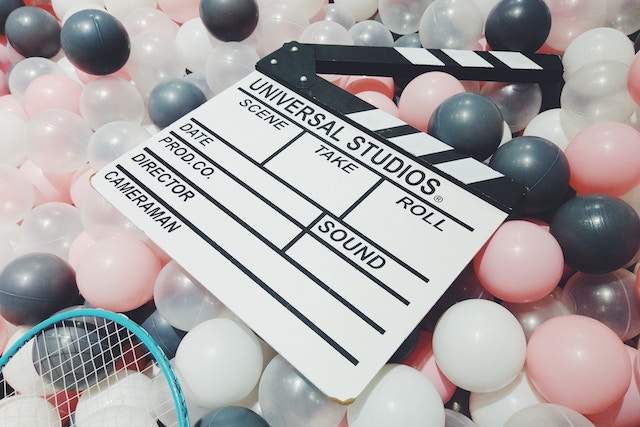 UNIVERSAL STUDIOS®
SCENE TAKE ROLL
DATE SOUND
PROD.CO.
DIRECTOR
CAMERAMAN